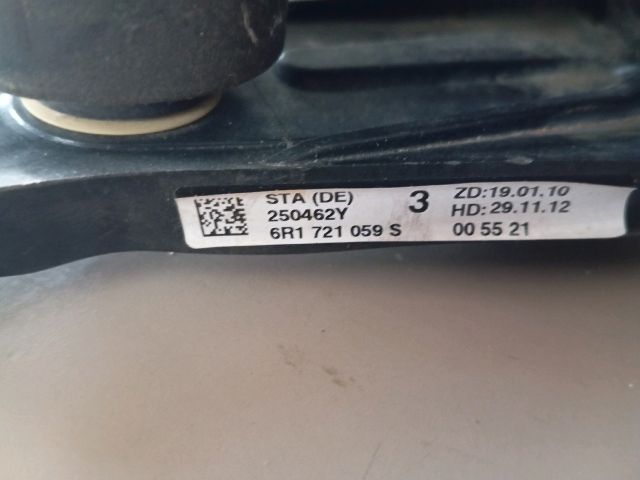 STA (DE)
250462Y
6R1 721 059 S
3
ZD:19.01.10
HD:29.11.12
00 55 21